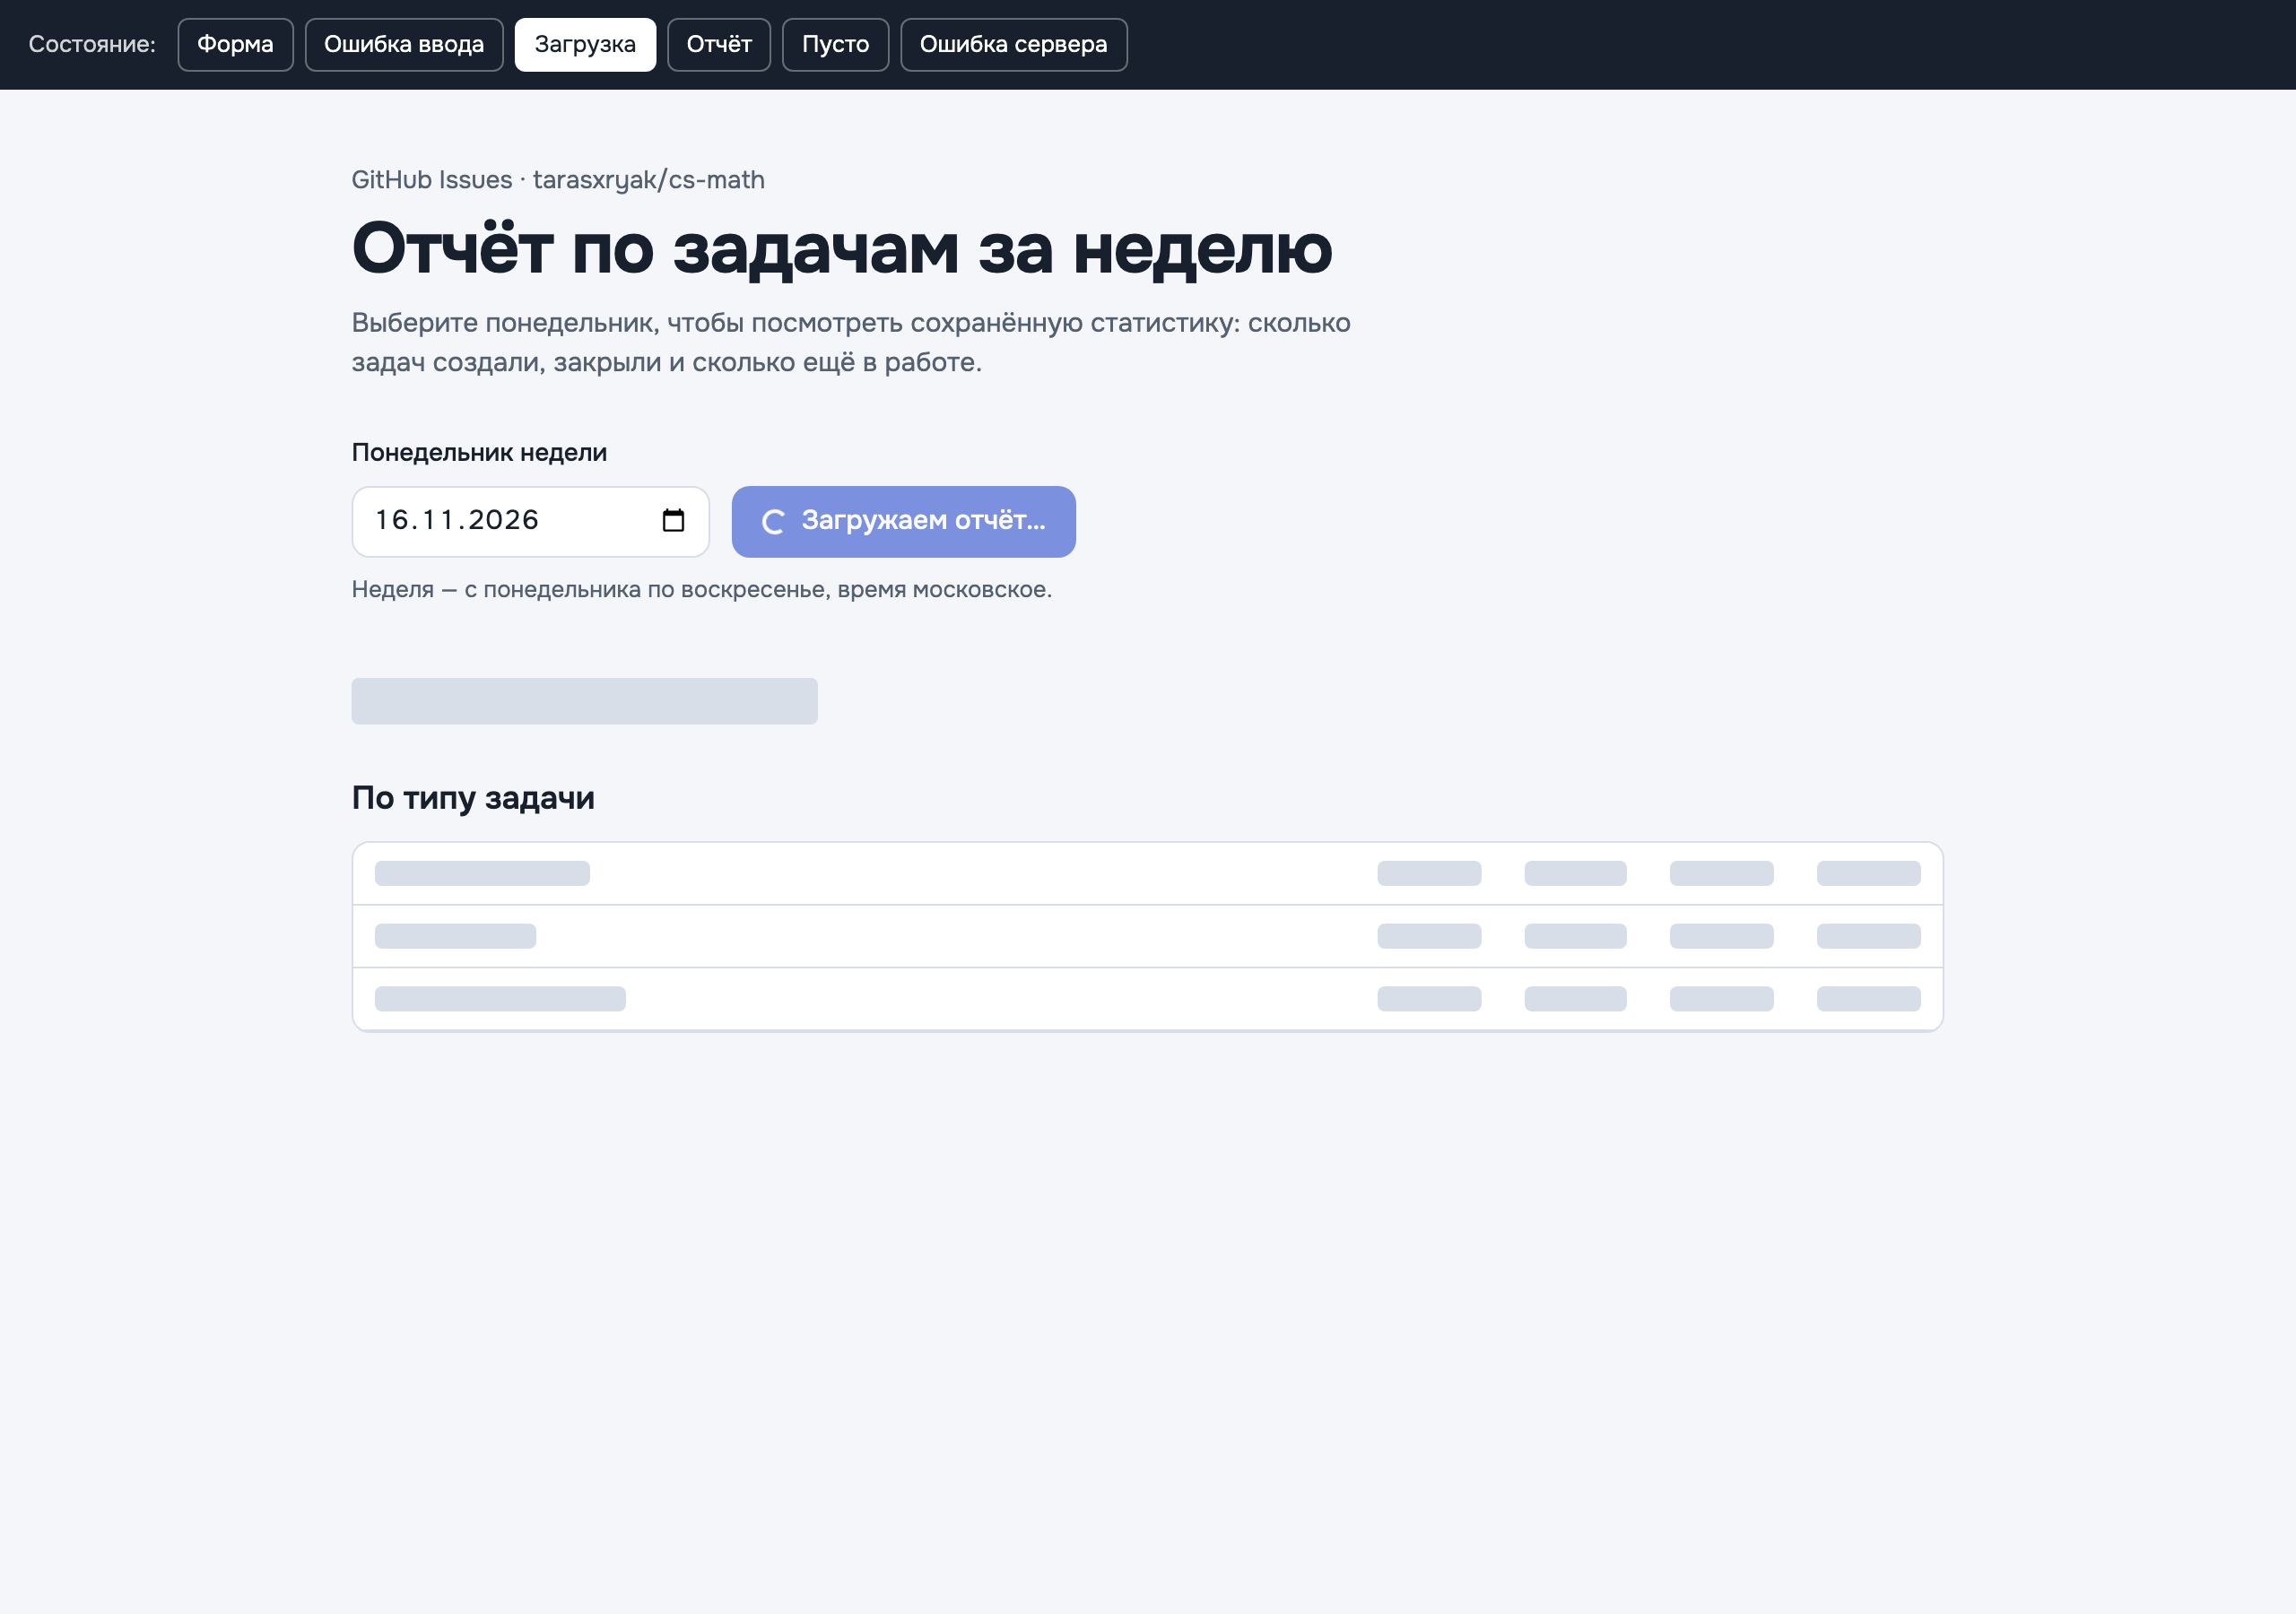 Состояние: Форма Ошибка ввода Загрузка Отчёт Пусто Ошибка сервера
GitHub Issues · tarasxryak/cs-math
Отчёт по задачам за неделю
Выберите понедельник, чтобы посмотреть сохранённую статистику: сколько
задач создали, закрыли и сколько ещё в работе.
Понедельник недели
16.11.2026 Загружаем отчёт...
Неделя — с понедельника по воскресенье, время московское.
По типу задачи